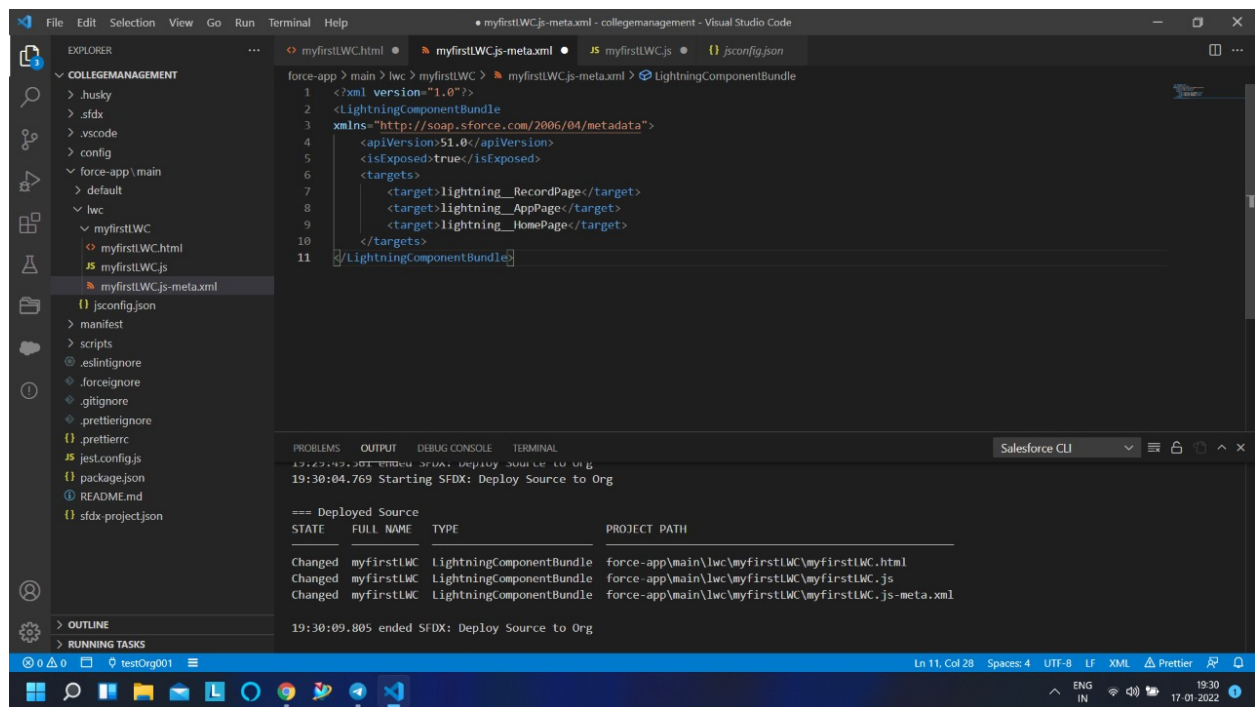 File Edit Selection View Go Run Terminal Help
● myfirstLWC.js-meta.xml - collegemanagement - Visual Studio Code
3
EXPLORER ...
COLLEGEMANAGEMENT
> .husky
> .sfdx
> .vscode
> config
force-app \ main
> default
lwc
myfirstLWC
<> myfirstLWC.html
JS myfirstLWC.js
myfirstLWC.js-meta.xml
{} jsconfig.json
> manifest
> scripts
.eslintignore
.forceignore
.gitignore
.prettierignore
{} .prettierrc
JS jest.config.js
{} package.json
README.md
{} sfdx-project.json
> OUTLINE
> RUNNING TASKS
<> myfirstLWC.html ● myfirstLWC.js-meta.xml ● JS myfirstLWC.js ● {} jsconfig.json
force-app > main > lwc > myfirstLWC > myfirstLWC.js-meta.xml > LightningComponentBundle
1 <?xml version="1.0"?>
2 <LightningComponentBundle
3 xmlns="http://soap.sforce.com/2006/04/metadata">
4 <apiVersion>51.0</apiVersion>
5 <isExposed>true</isExposed>
6 <targets>
7 <target>lightning__RecordPage</target>
8 <target>lightning__AppPage</target>
9 <target>lightning__HomePage</target>
10 </targets>
11 </LightningComponentBundle>
PROBLEMS OUTPUT DEBUG CONSOLE TERMINAL
Salesforce CLI
ended SFDX: Deploy Source to Org
19:30:04.769 Starting SFDX: Deploy Source to Org
=== Deployed Source
STATE FULL NAME TYPE PROJECT PATH
Changed myfirstLWC LightningComponentBundle force-app\main\lwc\myfirstLWC\myfirstLWC.html
Changed myfirstLWC LightningComponentBundle force-app\main\lwc\myfirstLWC\myfirstLWC.js
Changed myfirstLWC LightningComponentBundle force-app\main\lwc\myfirstLWC\myfirstLWC.js-meta.xml
19:30:09.805 ended SFDX: Deploy Source to Org
0 0 testOrg001
Ln 11, Col 28 Spaces: 4 UTF-8 LF XML Prettier
L
ENG
IN
19:30
17-01-2022
1